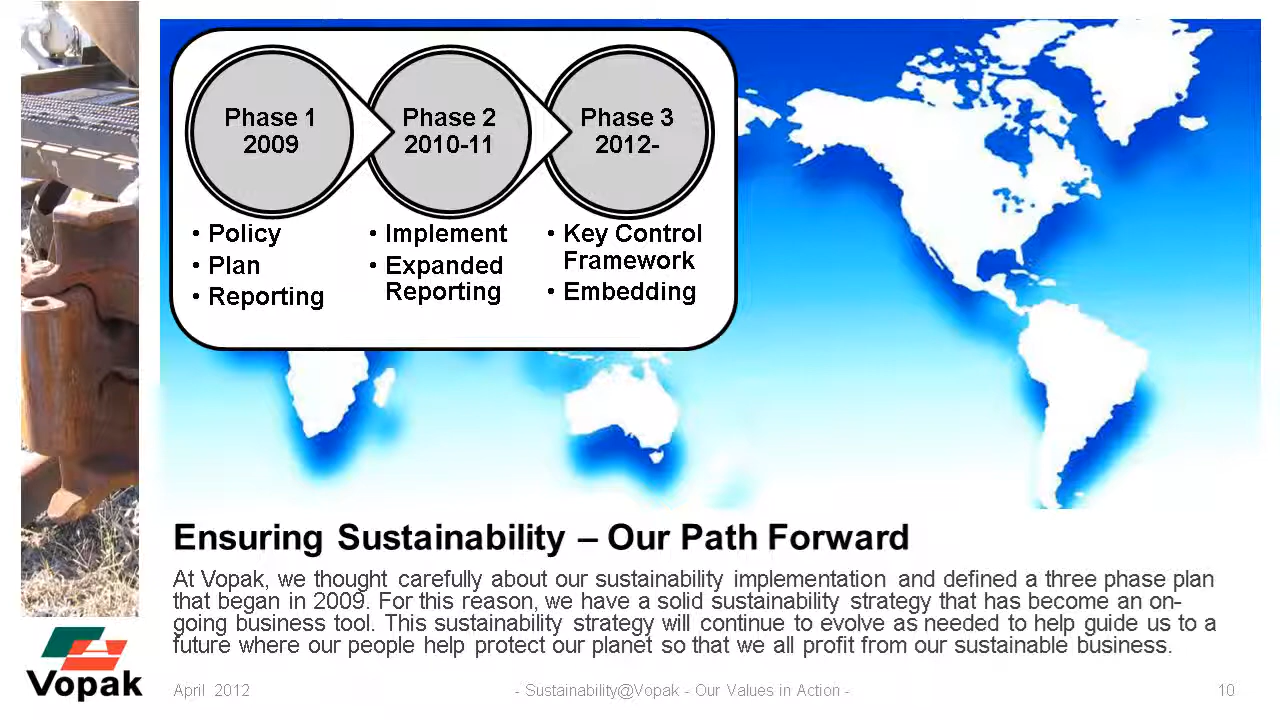 Phase 1
2009
Phase 2
2010-11
Phase 3
2012-
• Policy
• Plan
• Reporting
• Implement
• Expanded
Reporting
• Key Control
Framework
• Embedding
Ensuring Sustainability – Our Path Forward
At Vopak, we thought carefully about our sustainability implementation and defined a three phase plan
that began in 2009. For this reason, we have a solid sustainability strategy that has become an on-
going business tool. This sustainability strategy will continue to evolve as needed to help guide us to a
future where our people help protect our planet so that we all profit from our sustainable business.
Vopak
April 2012
- Sustainability@Vopak - Our Values in Action -
10